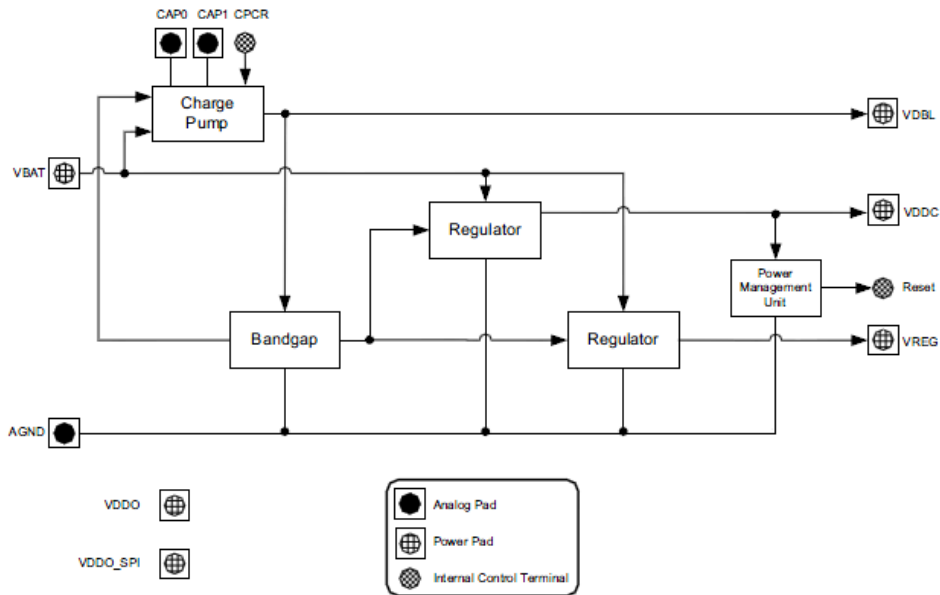 CAP0 CAP1 CPCR
Charge
Pump
VDBL
VBAT
Regulator
VDDC
Power
Management
Unit
Reset
Bandgap
Regulator
VREG
AGND
VDDO
Analog Pad
Power Pad
VDDO_SPI
Internal Control Terminal